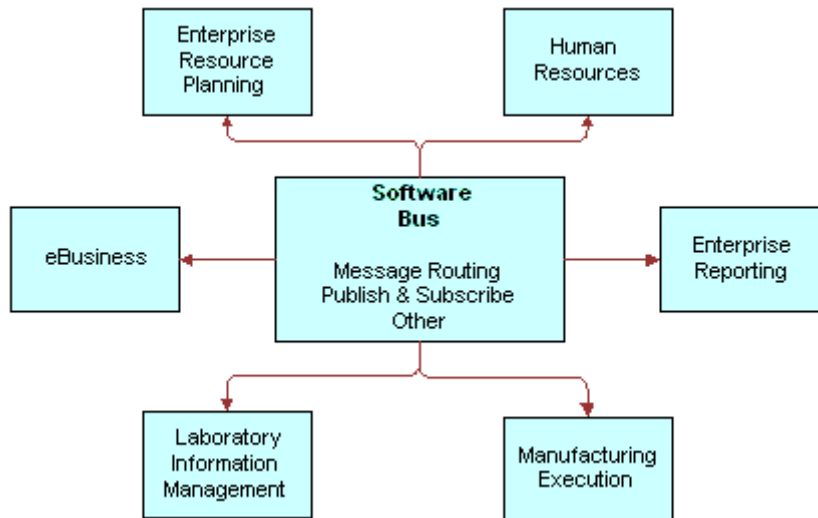 Enterprise
Resource
Planning
Human
Resources
Software
Bus
Message Routing
Publish & Subscribe
Other
eBusiness
Enterprise
Reporting
Laboratory
Information
Management
Manufacturing
Execution